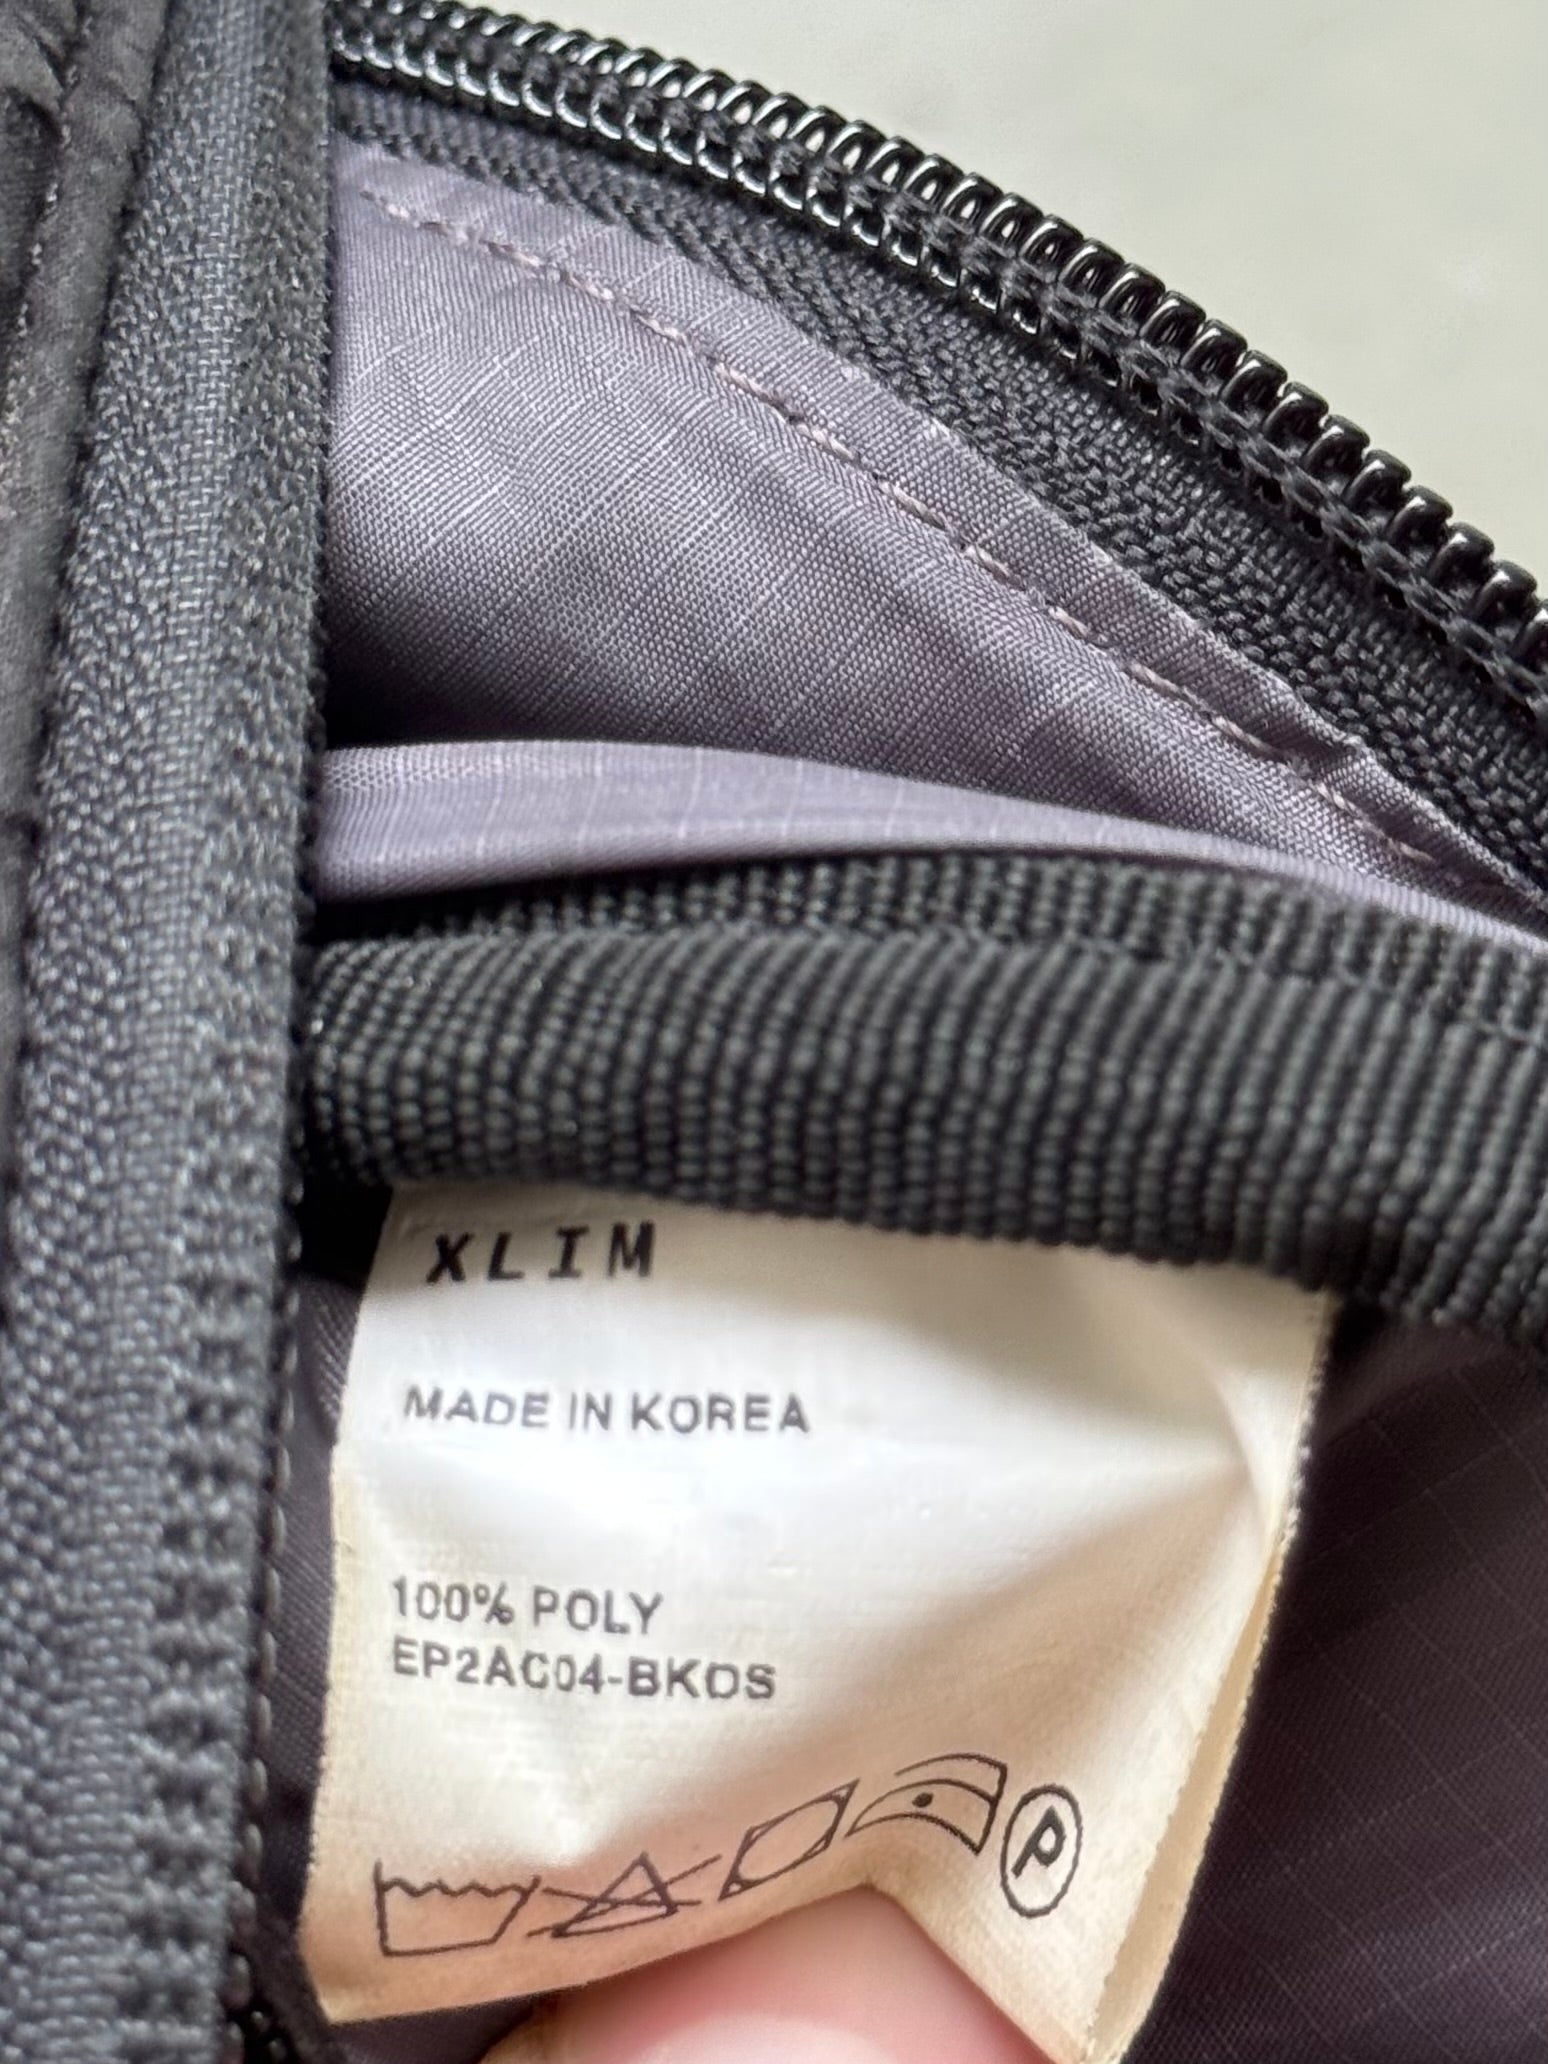 XLIM
MADE IN KOREA
100% POLY
EP2AC04-BKOS
P